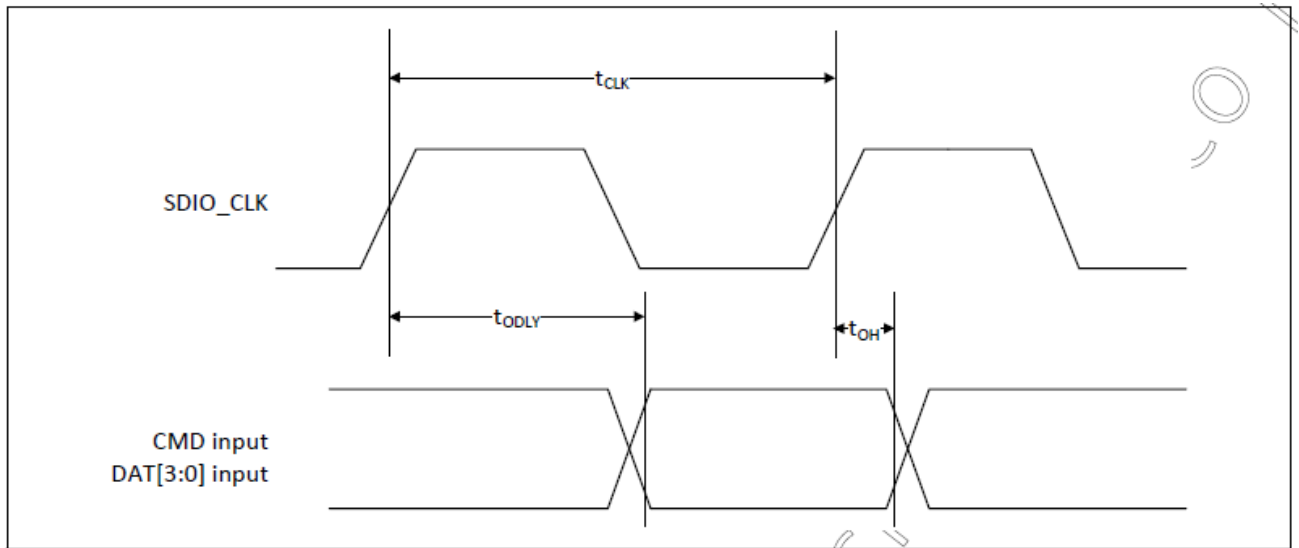 tCLK
SDIO_CLK
tODLY
tOH
CMD input
DAT[3:0] input